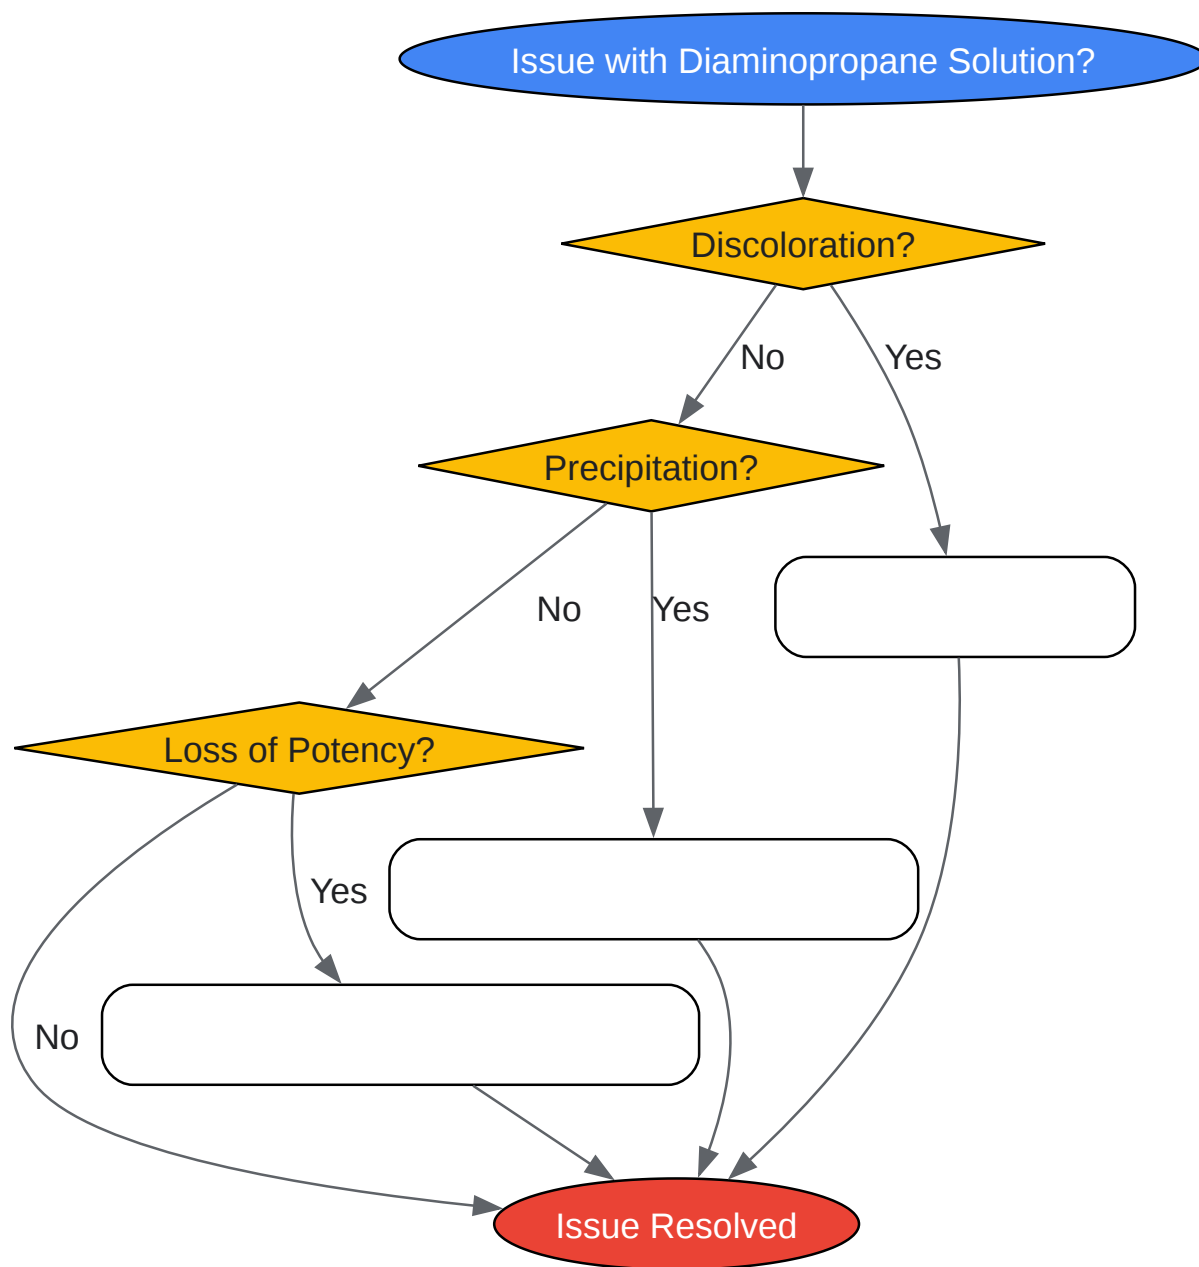 Issue with Diaminopropane Solution?
Discoloration?
No
Yes
Precipitation?
No
Yes
Loss of Potency?
Yes
No
Issue Resolved